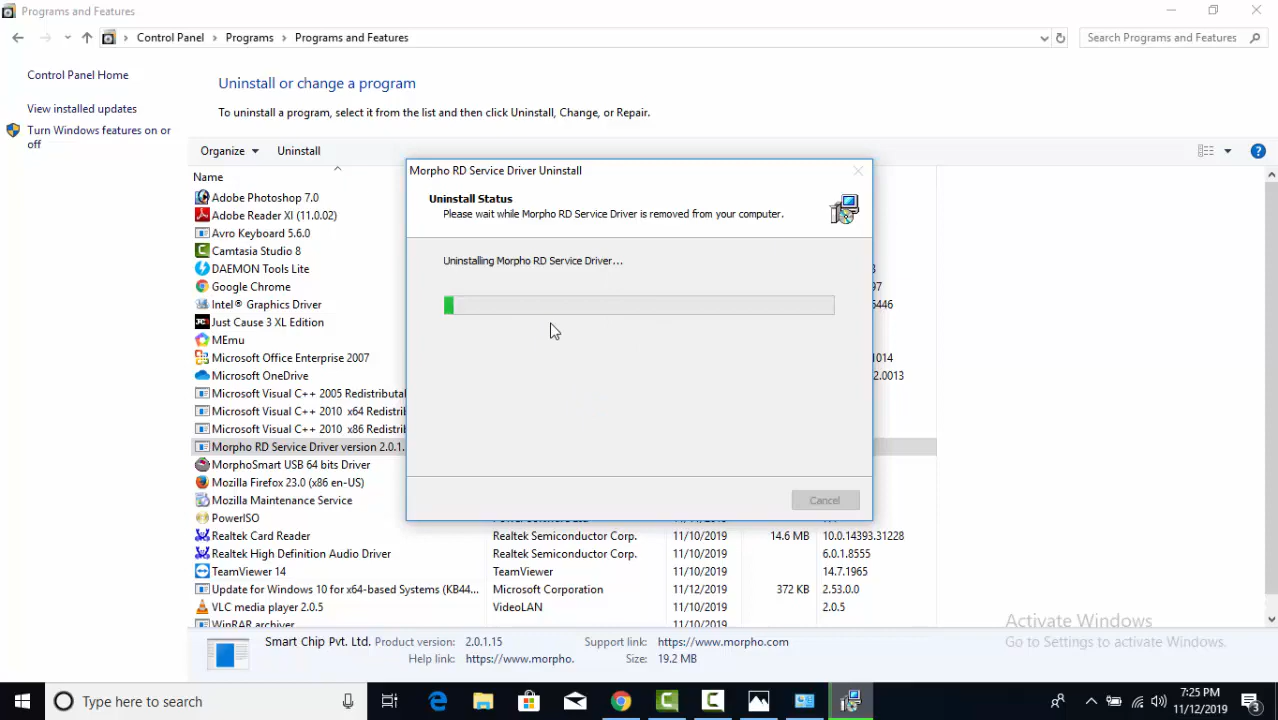 Programs and Features
Control Panel > Programs > Programs and Features
Search Programs and Features
Control Panel Home
View installed updates
Turn Windows features on or off
Uninstall or change a program
To uninstall a program, select it from the list and then click Uninstall, Change, or Repair.
Organize
Uninstall
Name
Adobe Photoshop 7.0
Adobe Reader XI (11.0.02)
Avro Keyboard 5.6.0
Camtasia Studio 8
DAEMON Tools Lite
Google Chrome
Intel® Graphics Driver
Just Cause 3 XL Edition
MEmu
Microsoft Office Enterprise 2007
Microsoft OneDrive
Microsoft Visual C++ 2005 Redistributa
Microsoft Visual C++ 2010 x64 Redistri
Microsoft Visual C++ 2010 x86 Redistri
Morpho RD Service Driver version 2.0.1.
MorphoSmart USB 64 bits Driver
Mozilla Firefox 23.0 (x86 en-US)
Mozilla Maintenance Service
PowerISO
Realtek Card Reader Realtek Semiconductor Corp. 11/10/2019 14.6 MB 10.0.14393.31228
Realtek High Definition Audio Driver Realtek Semiconductor Corp. 11/10/2019 6.0.1.8555
TeamViewer 14 TeamViewer 11/10/2019 14.7.1965
Update for Windows 10 for x64-based Systems (KB44... Microsoft Corporation 11/12/2019 372 KB 2.53.0.0
VLC media player 2.0.5 VideoLAN 11/10/2019 2.0.5
WinRAR archiver 11/10/2019
97
6446
1014
2.0013
Morpho RD Service Driver Uninstall
Uninstall Status
Please wait while Morpho RD Service Driver is removed from your computer.
Uninstalling Morpho RD Service Driver...
Cancel
Smart Chip Pvt. Ltd. Product version: 2.0.1.15 Support link: https://www.morpho.com
Help link: https://www.morpho. Size: 19.2 MB
Activate Windows
Go to Settings to activate Windows.
Type here to search
7:25 PM
11/12/2019
3